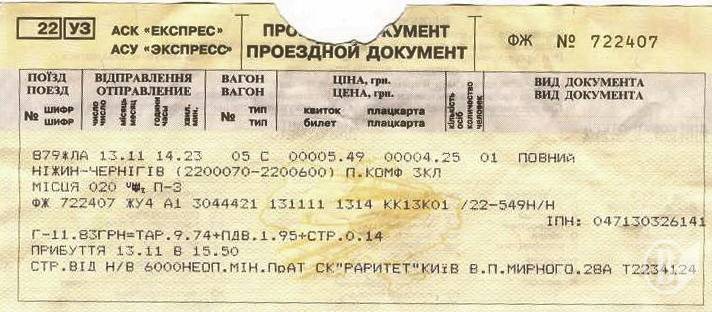 22 УЗ
АСК «ЕКСПРЕС»
АСУ «ЭКСПРЕСС»
ПРОЇЗНИЙ ДОКУМЕНТ
ПРОЕЗДНОЙ ДОКУМЕНТ
ФЖ № 722407
ПОЇЗД ВІДПРАВЛЕННЯ ВАГОН ЦІНА, грн. ВИД ДОКУМЕНТА
ПОЕЗД ОТПРАВЛЕНИЕ ВАГОН ЦЕНА, грн. ВИД ДОКУМЕНТА
№ шифр шифр число число місяць месяц години часы хвил. мин. № тип тип квиток билет плацкарта плацкарта кількість осіб количество человек
879ЖЛА 13.11 14.23 05 С 00005.49 00004.25 01 ПОВНИЙ
НІЖИН-ЧЕРНІГІВ (2200070-2200600) П.КОМФ 3КЛ
МІСЦЯ 020 П-3
ФЖ 722407 ЖУ4 А1 3044421 131111 1314 КК13К01 /22-549Н/Н
ІПН: 047130326141
Г-11.83ГРН=ТАР.9.74+ПДВ.1.95+СТР.0.14
ПРИБУТТЯ 13.11 В 15.50
СТР.ВІД Н/В 6000НЕОП.МІН.ПрАТ СК"РАРИТЕТ"КИЇВ В.П.МИРНОГО.28А Т2234124